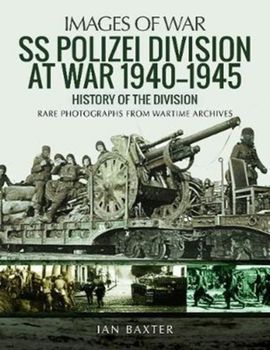 IMAGES OF WAR
SS POLIZEI DIVISION
AT WAR 1940–1945
HISTORY OF THE DIVISION
RARE PHOTOGRAPHS FROM WARTIME ARCHIVES
IAN BAXTER